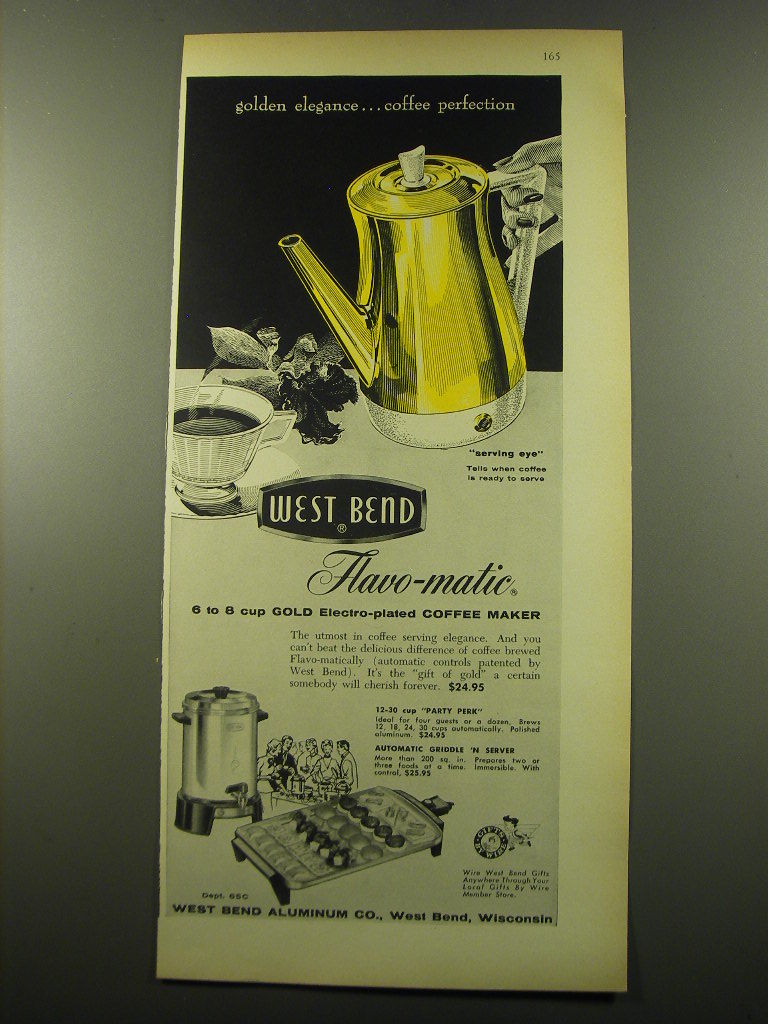 165
golden elegance... coffee perfection
"serving eye"
Tells when coffee
is ready to serve
WEST BEND
®
Flavo-matic®
6 to 8 cup GOLD Electro-plated COFFEE MAKER
The utmost in coffee serving elegance. And you
can't beat the delicious difference of coffee brewed
Flavo-matically (automatic controls patented by
West Bend). It's the "gift of gold" a certain
somebody will cherish forever. $24.95
12-30 cup "PARTY PERK"
Ideal for four guests or a dozen. Brews
12, 18, 24, 30 cups automatically. Polished
aluminum. $24.95
AUTOMATIC GRIDDLE 'N SERVER
More than 200 sq. in. Prepares two or
three foods at a time. Immersible. With
control, $25.95
GIFTS
BY WIRE
Wire West Bend Gifts
Anywhere Through Your
Local Gifts By Wire
Member Store.
Dept. 65C
WEST BEND ALUMINUM CO., West Bend, Wisconsin